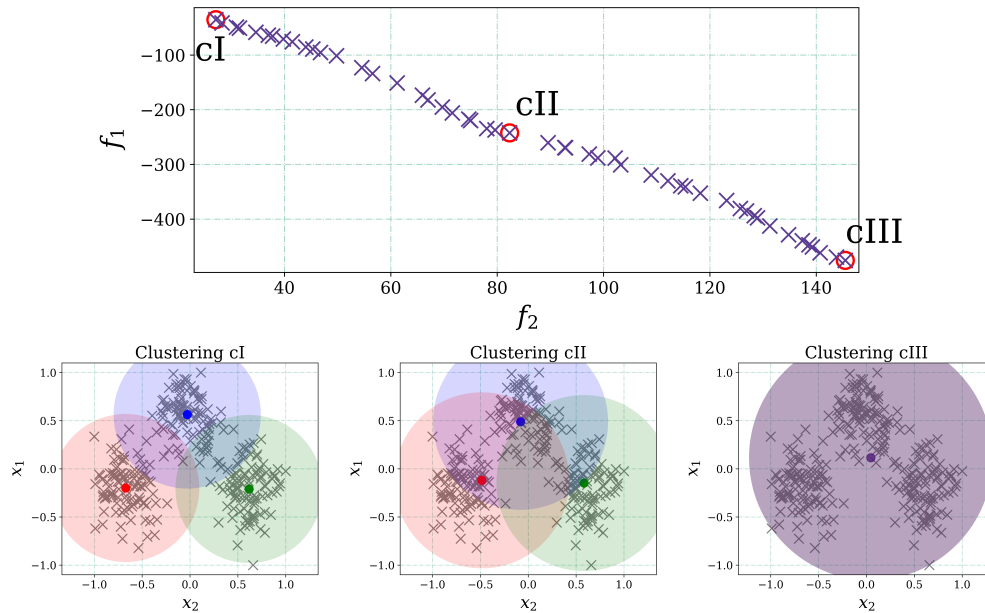 cI
cII
cIII
−100
−200
−300
−400
f₁
40 60 80 100 120 140
f₂
Clustering cI
1.0
0.5
0.0
−0.5
−1.0
x₁
−1.0 −0.5 0.0 0.5 1.0
x₂
Clustering cII
1.0
0.5
0.0
−0.5
−1.0
x₁
−1.0 −0.5 0.0 0.5 1.0
x₂
Clustering cIII
1.0
0.5
0.0
−0.5
−1.0
x₁
−1.0 −0.5 0.0 0.5 1.0
x₂